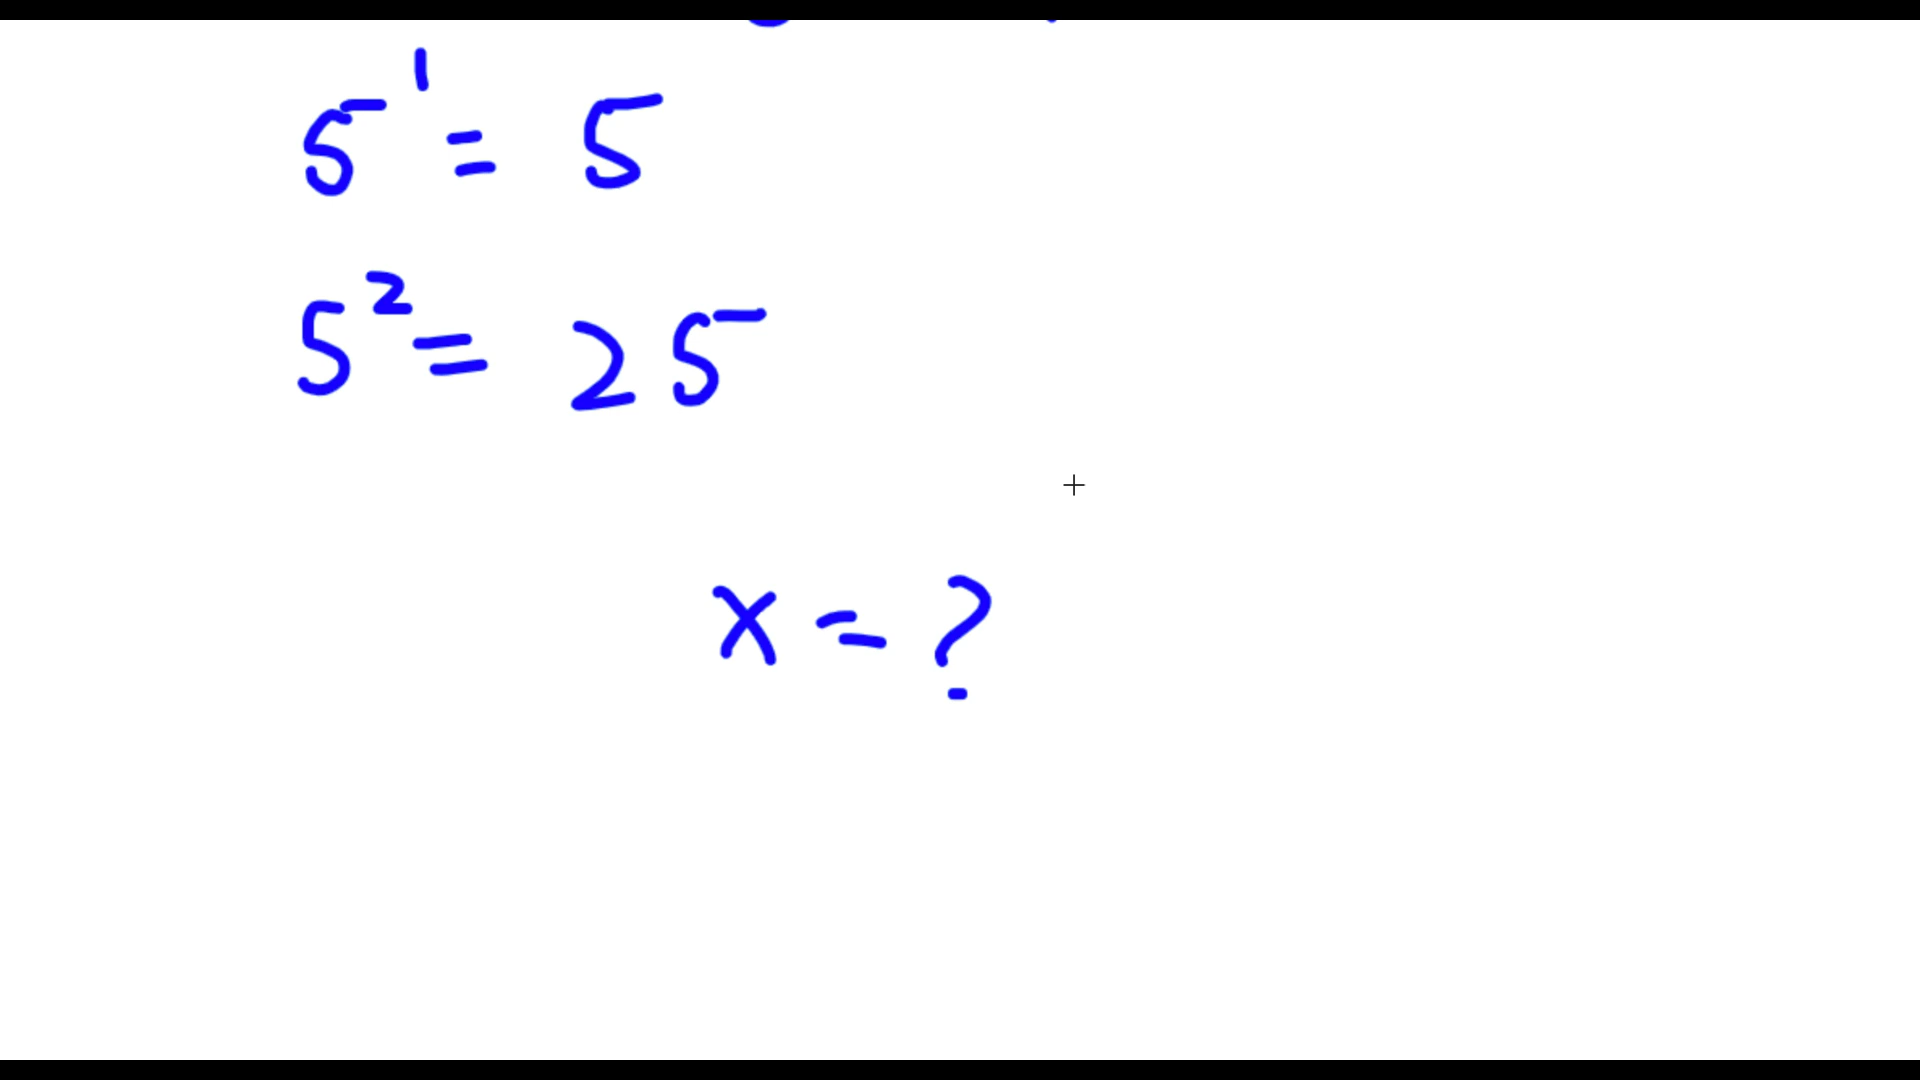 5¹ = 5
5² = 25
x = ?